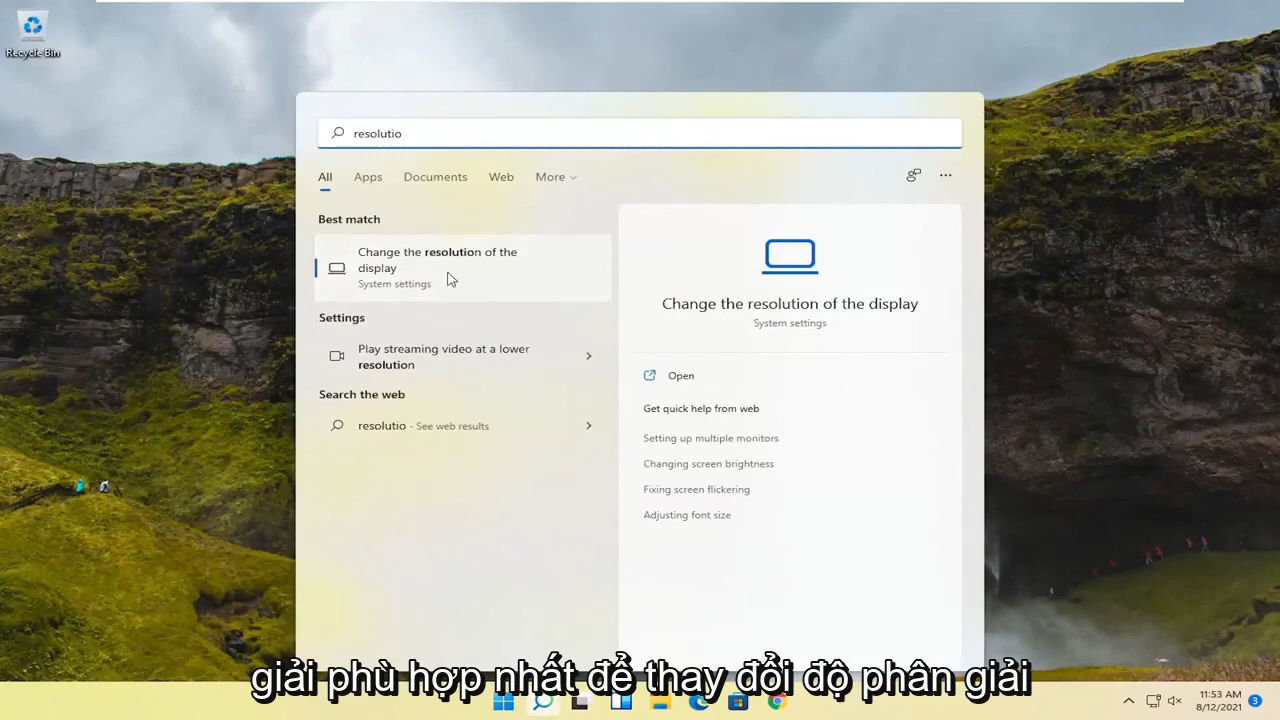 Recycle Bin
resolutio
All Apps Documents Web More
Best match
Change the resolution of the
display
System settings
Settings
Play streaming video at a lower
resolution
Search the web
resolutio - See web results
Change the resolution of the display
System settings
Open
Get quick help from web
Setting up multiple monitors
Changing screen brightness
Fixing screen flickering
Adjusting font size
giải phù hợp nhất để thay đổi độ phân giải
11:53 AM
8/12/2021
3